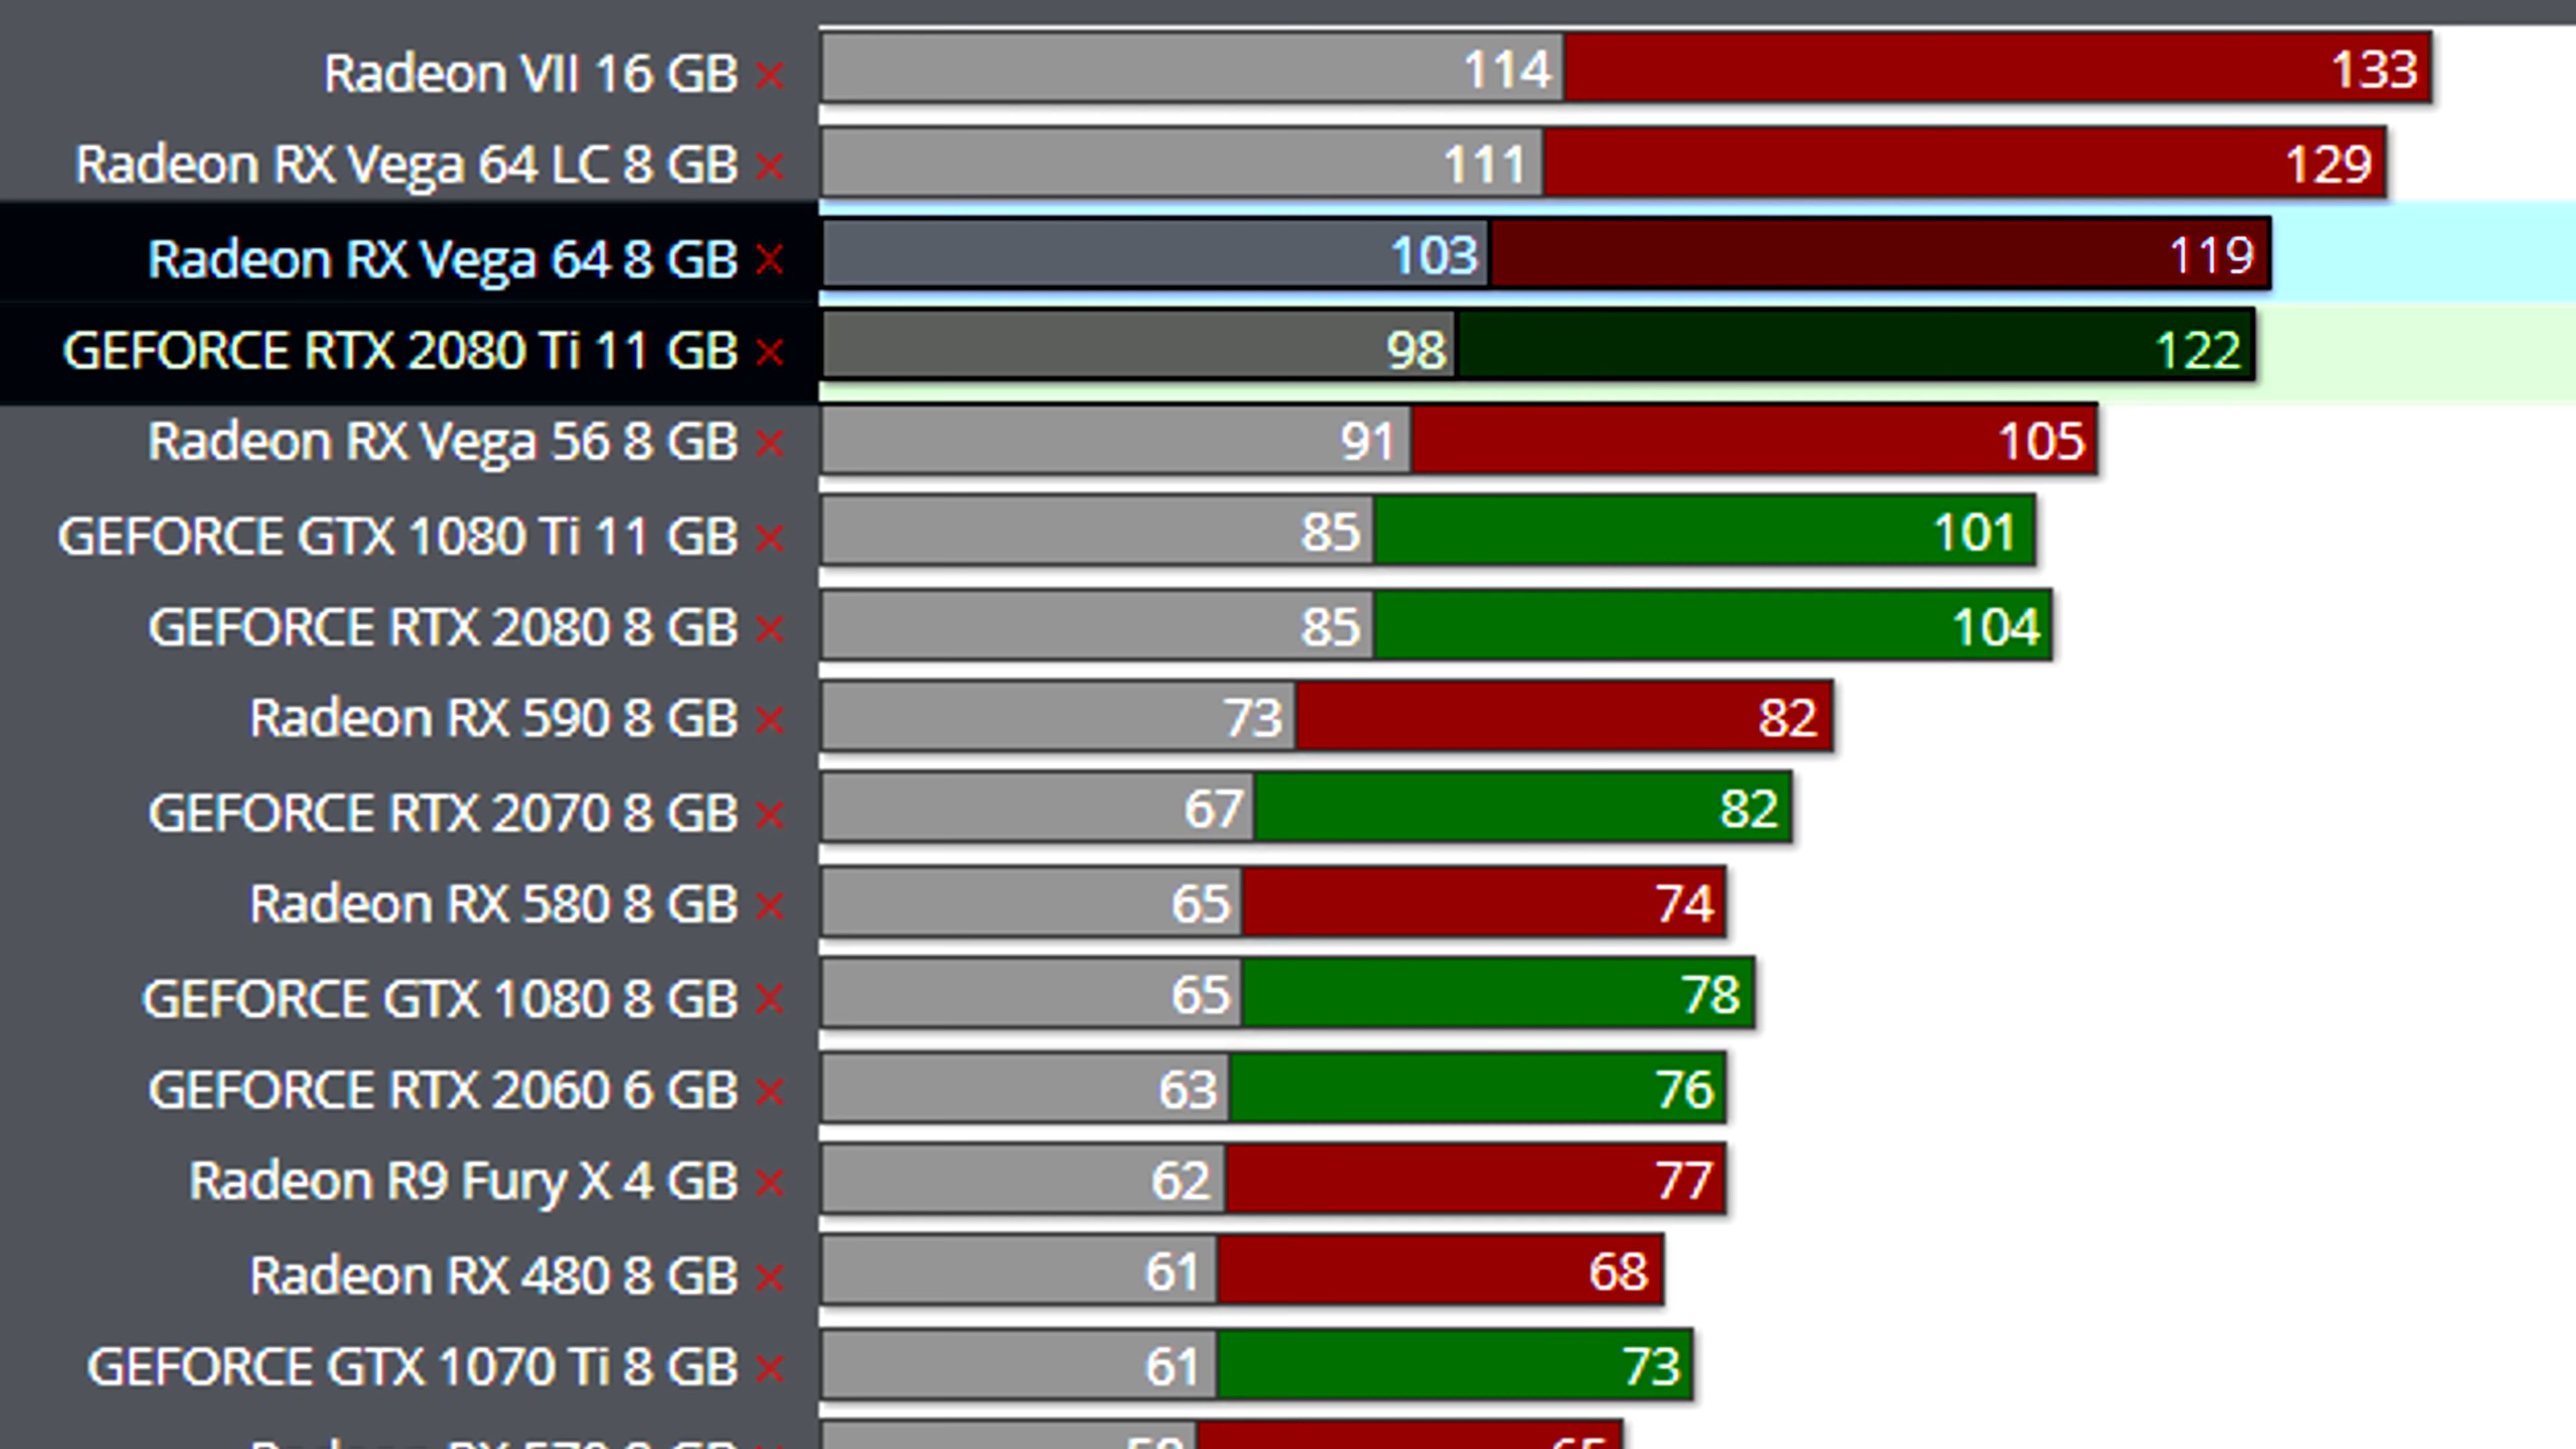 Radeon VII 16 GB × 114 133
Radeon RX Vega 64 LC 8 GB × 111 129
Radeon RX Vega 64 8 GB × 103 119
GEFORCE RTX 2080 Ti 11 GB × 98 122
Radeon RX Vega 56 8 GB × 91 105
GEFORCE GTX 1080 Ti 11 GB × 85 101
GEFORCE RTX 2080 8 GB × 85 104
Radeon RX 590 8 GB × 73 82
GEFORCE RTX 2070 8 GB × 67 82
Radeon RX 580 8 GB × 65 74
GEFORCE GTX 1080 8 GB × 65 78
GEFORCE RTX 2060 6 GB × 63 76
Radeon R9 Fury X 4 GB × 62 77
Radeon RX 480 8 GB × 61 68
GEFORCE GTX 1070 Ti 8 GB × 61 73